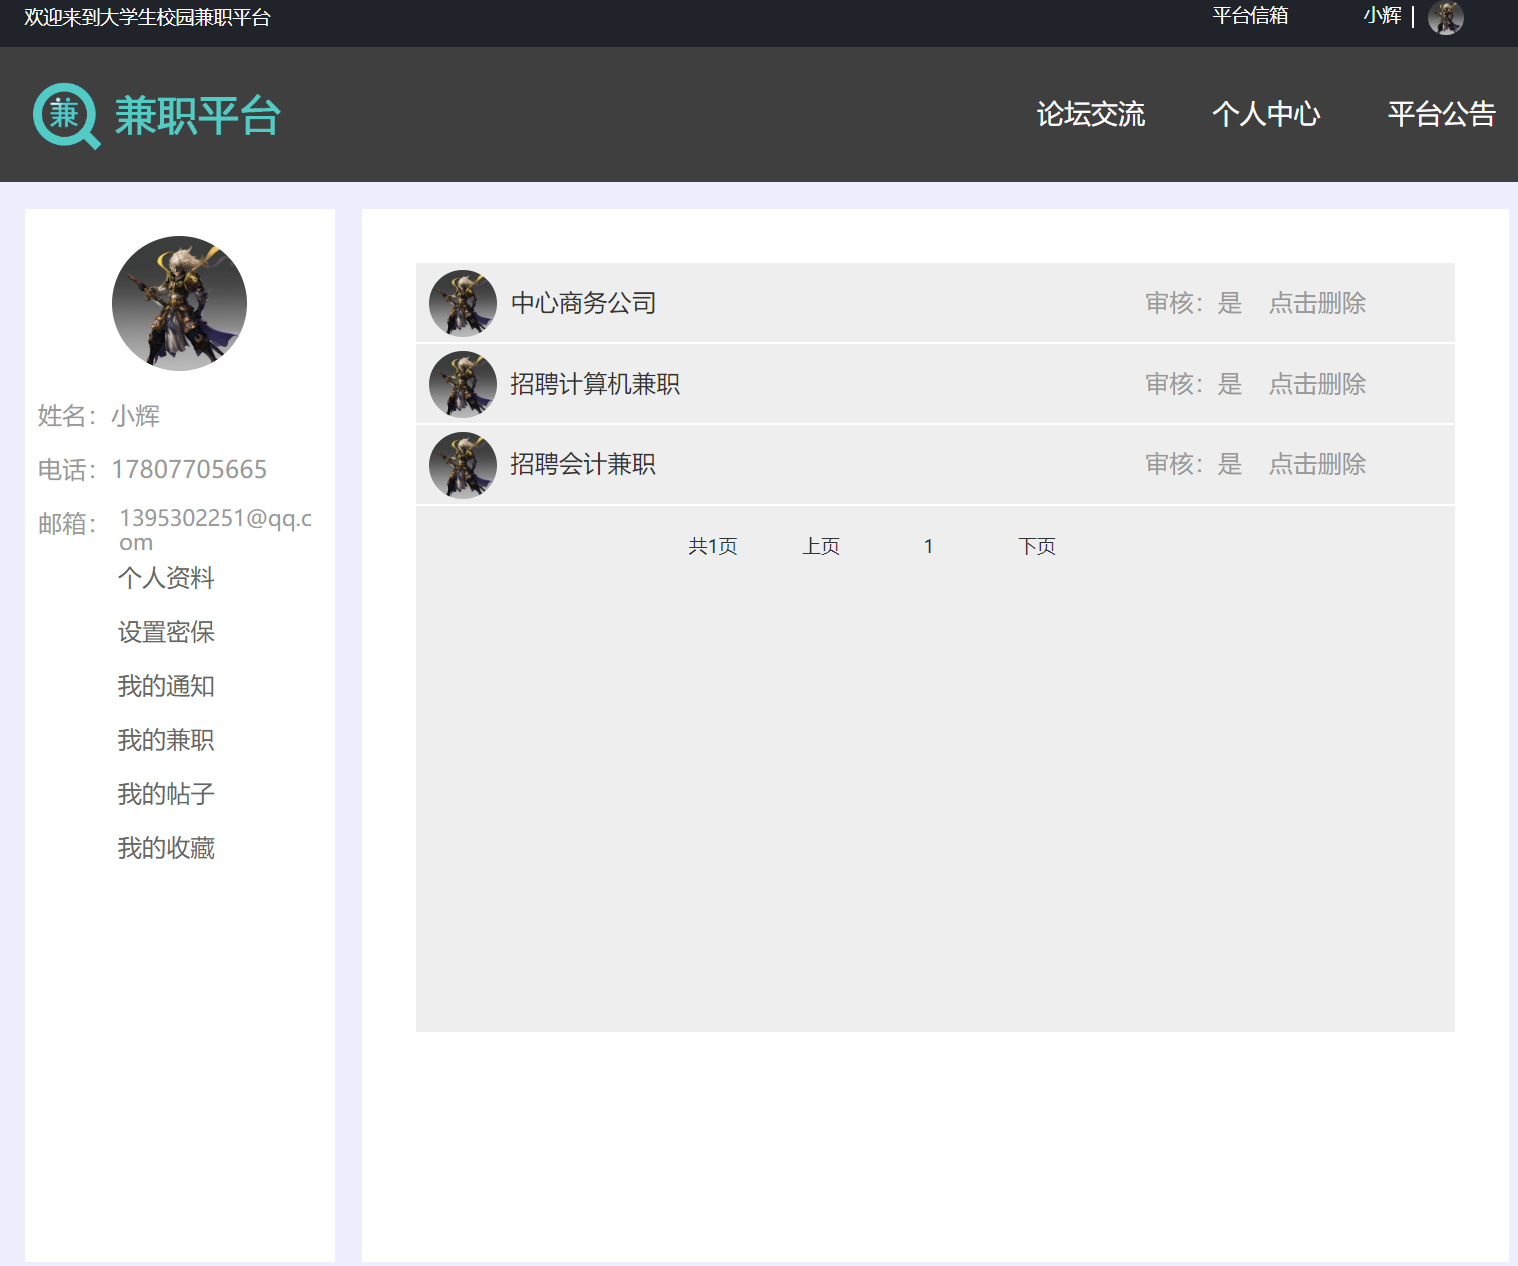 欢迎来到大学生校园兼职平台
平台信箱
小辉 |
兼 兼职平台
论坛交流
个人中心
平台公告
姓名：小辉
电话：17807705665
邮箱：1395302251@qq.c
om
个人资料
设置密保
我的通知
我的兼职
我的帖子
我的收藏
中心商务公司 审核：是 点击删除
招聘计算机兼职 审核：是 点击删除
招聘会计兼职 审核：是 点击删除
共1页 上页 1 下页